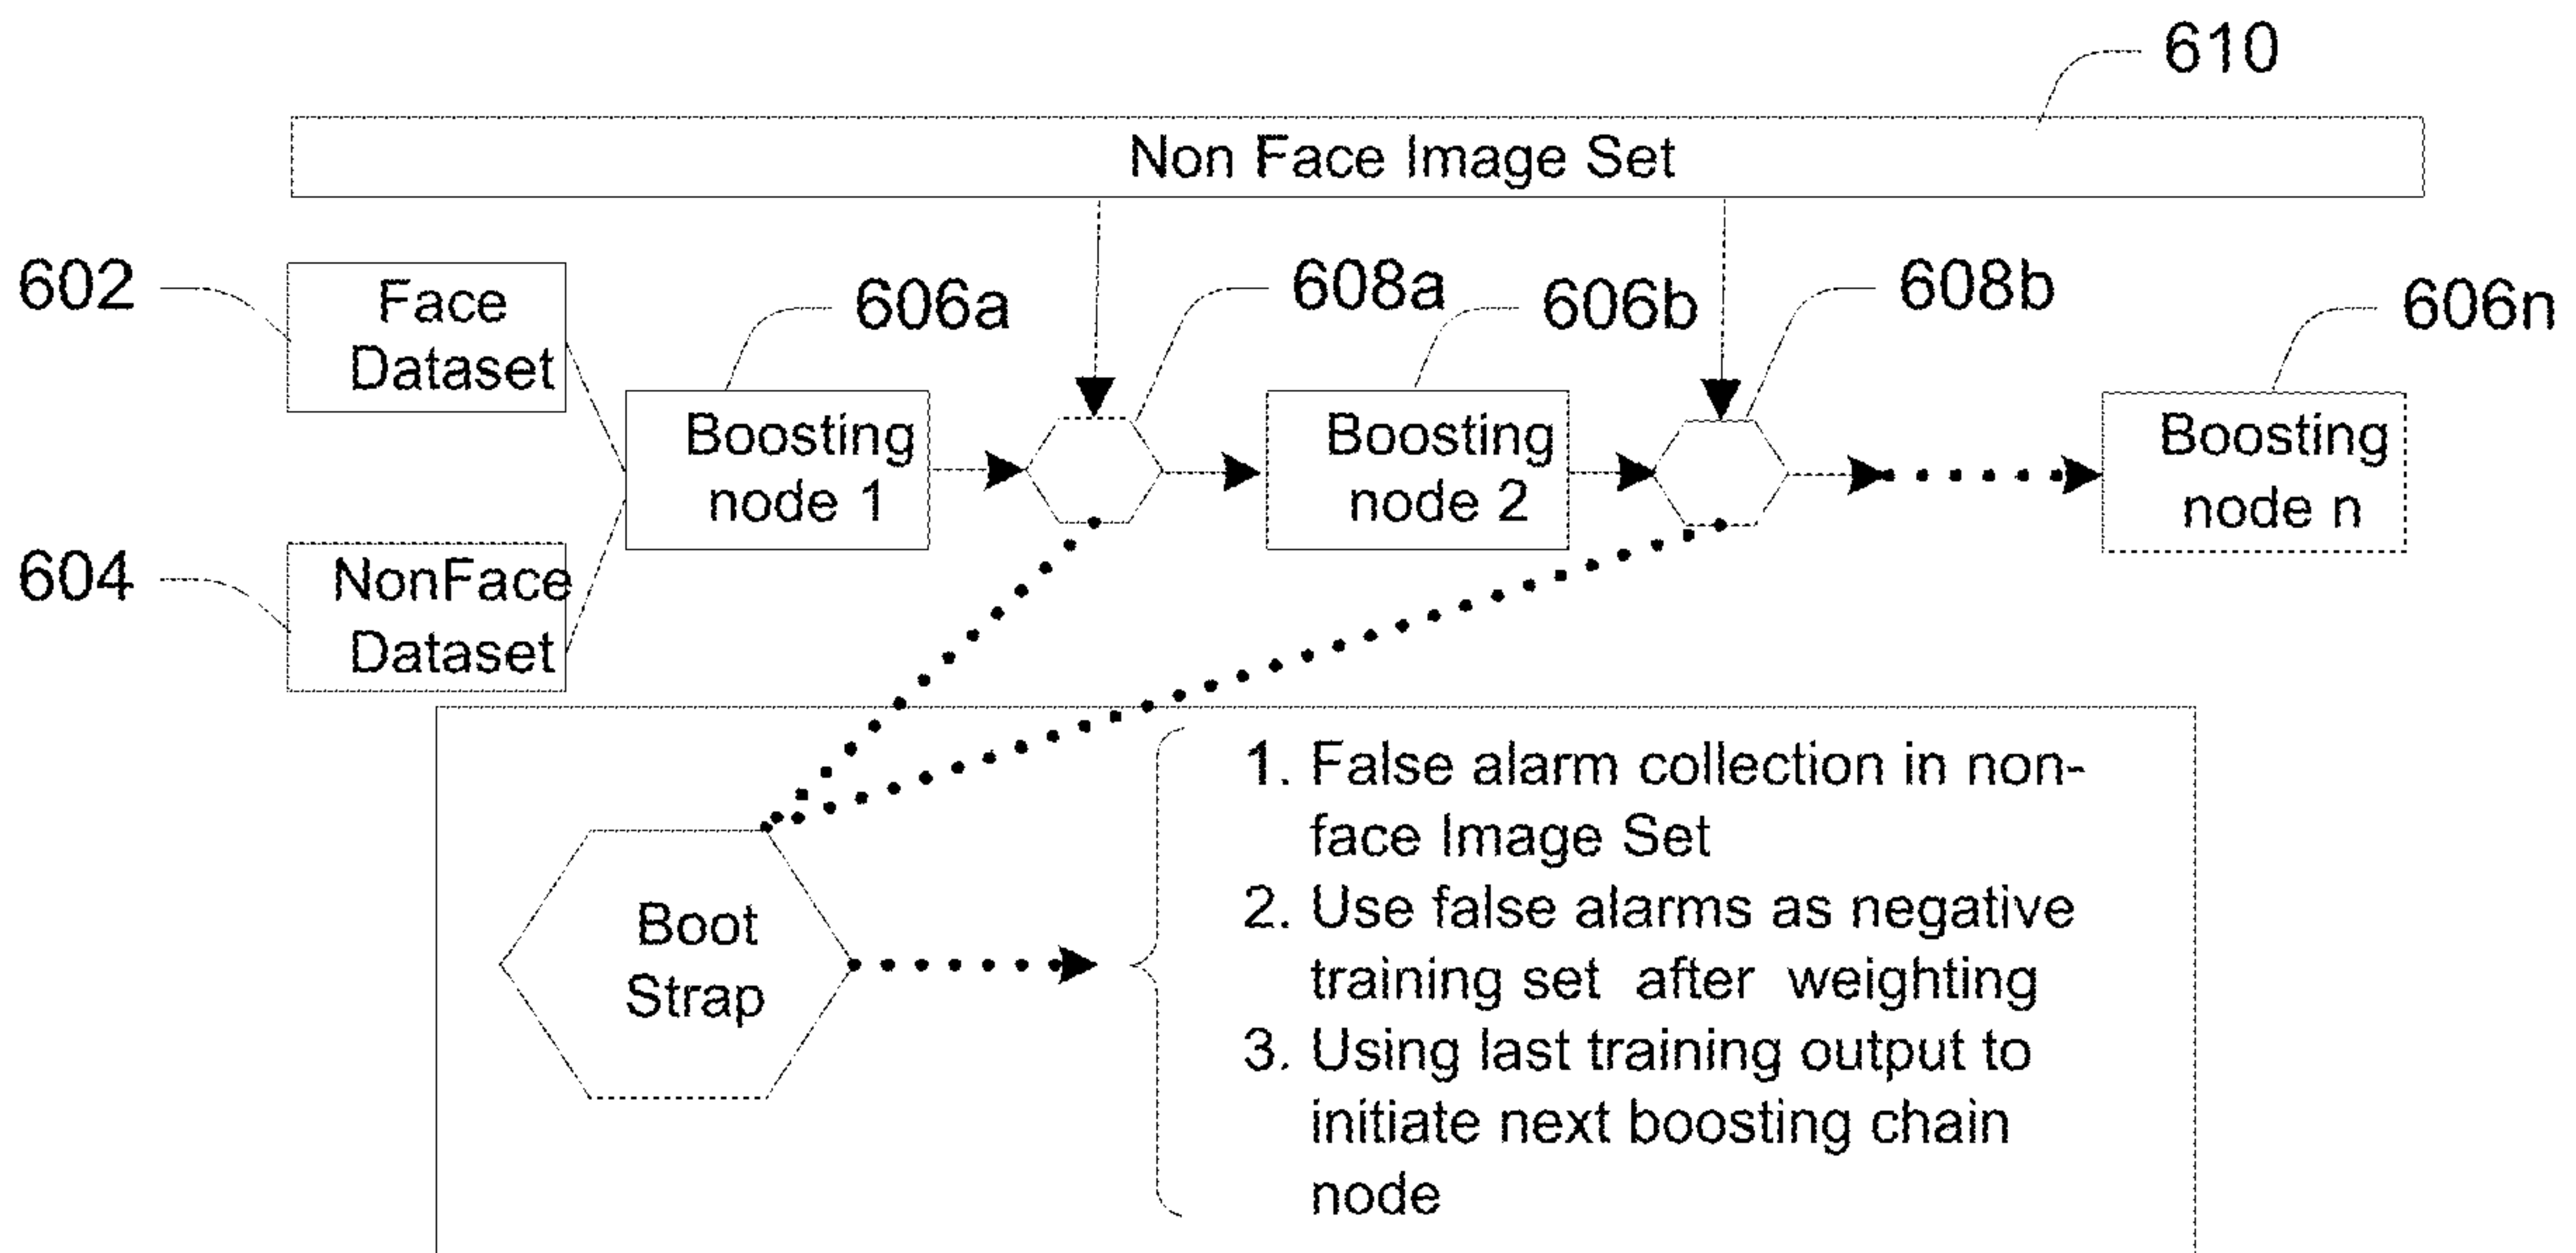 610
Non Face Image Set
602
Face
Dataset
606a
608a
606b
608b
606n
Boosting
node 1
Boosting
node 2
Boosting
node n
604
NonFace
Dataset
Boot
Strap
1. False alarm collection in non-
face Image Set
2. Use false alarms as negative
training set after weighting
3. Using last training output to
initiate next boosting chain
node